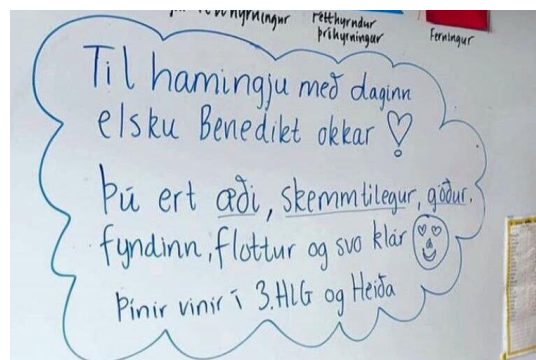 rétthyrndur
þríhyrningur
Ferningur
Til hamingju með daginn
elsku Benedikt okkar
Þú ert æði, skemmtilegur, góður,
fyndinn, flottur og svo klár
Þínir vinir í 3.HLG og Heiða